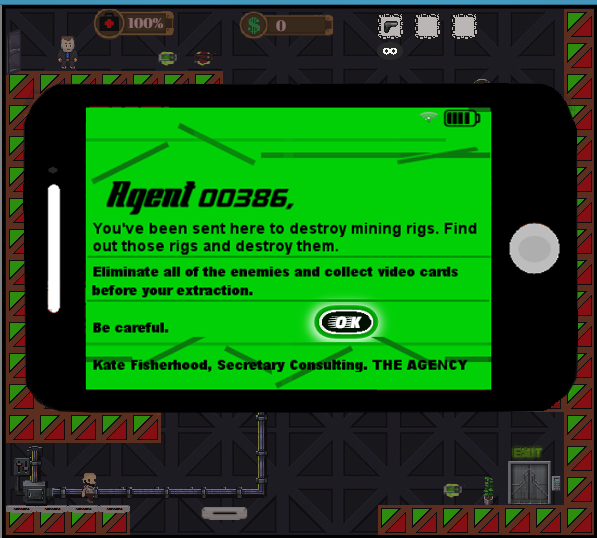 100%
$ 0
Agent 00386,
You've been sent here to destroy mining rigs. Find
out those rigs and destroy them.
Eliminate all of the enemies and collect video cards
before your extraction.
OK
Be careful.
Kate Fisherhood, Secretary Consulting. THE AGENCY
EXIT